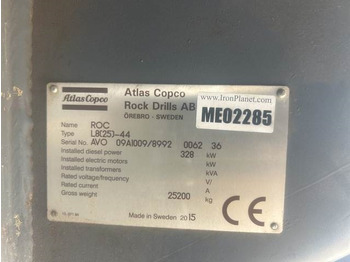 Atlas Copco
Atlas Copco
Rock Drills AB
ÖREBRO - SWEDEN
www.IronPlanet.com
ME02285
Name ROC
Type L8(25)-44
Serial No. AVO 09A1009/8992 0062 36
Installed diesel power 328 kW
Installed electric motors kW
Installed transformers kVA
Rated voltage/frequency V/
Rated current A
Gross weight 25200 kg
Made in Sweden 2015